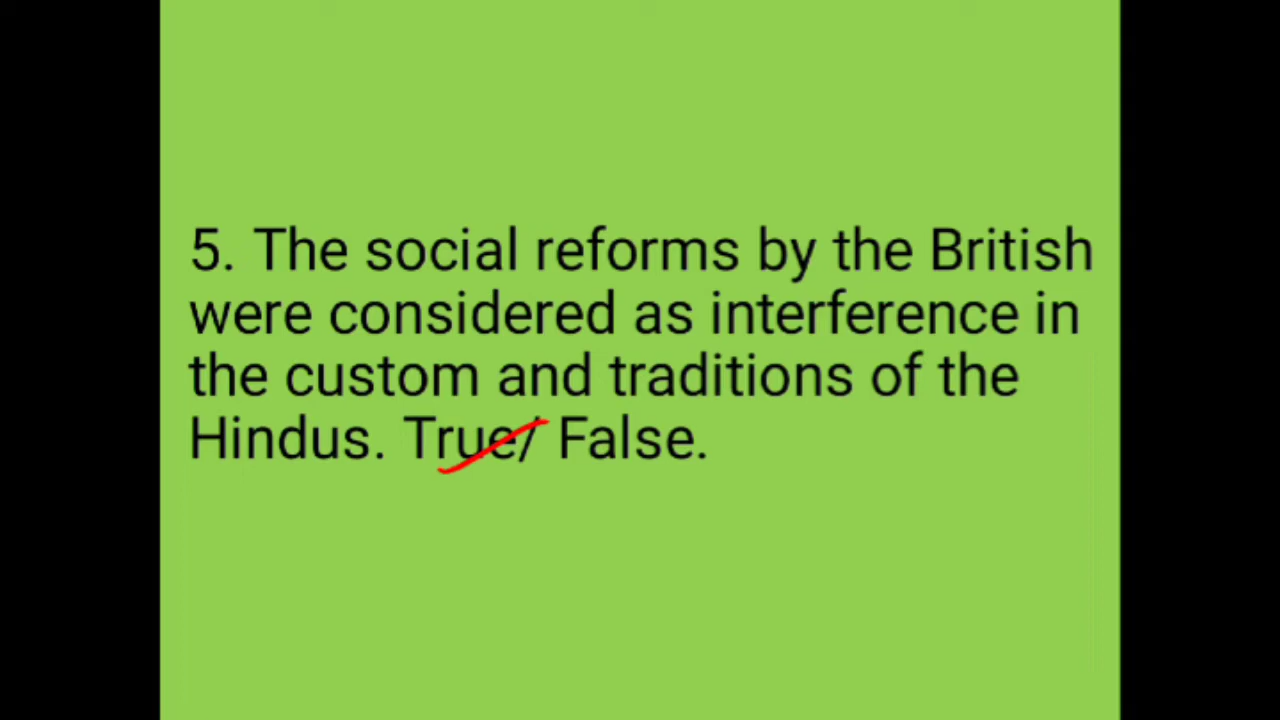 5. The social reforms by the British
were considered as interference in
the custom and traditions of the
Hindus. True/ False.